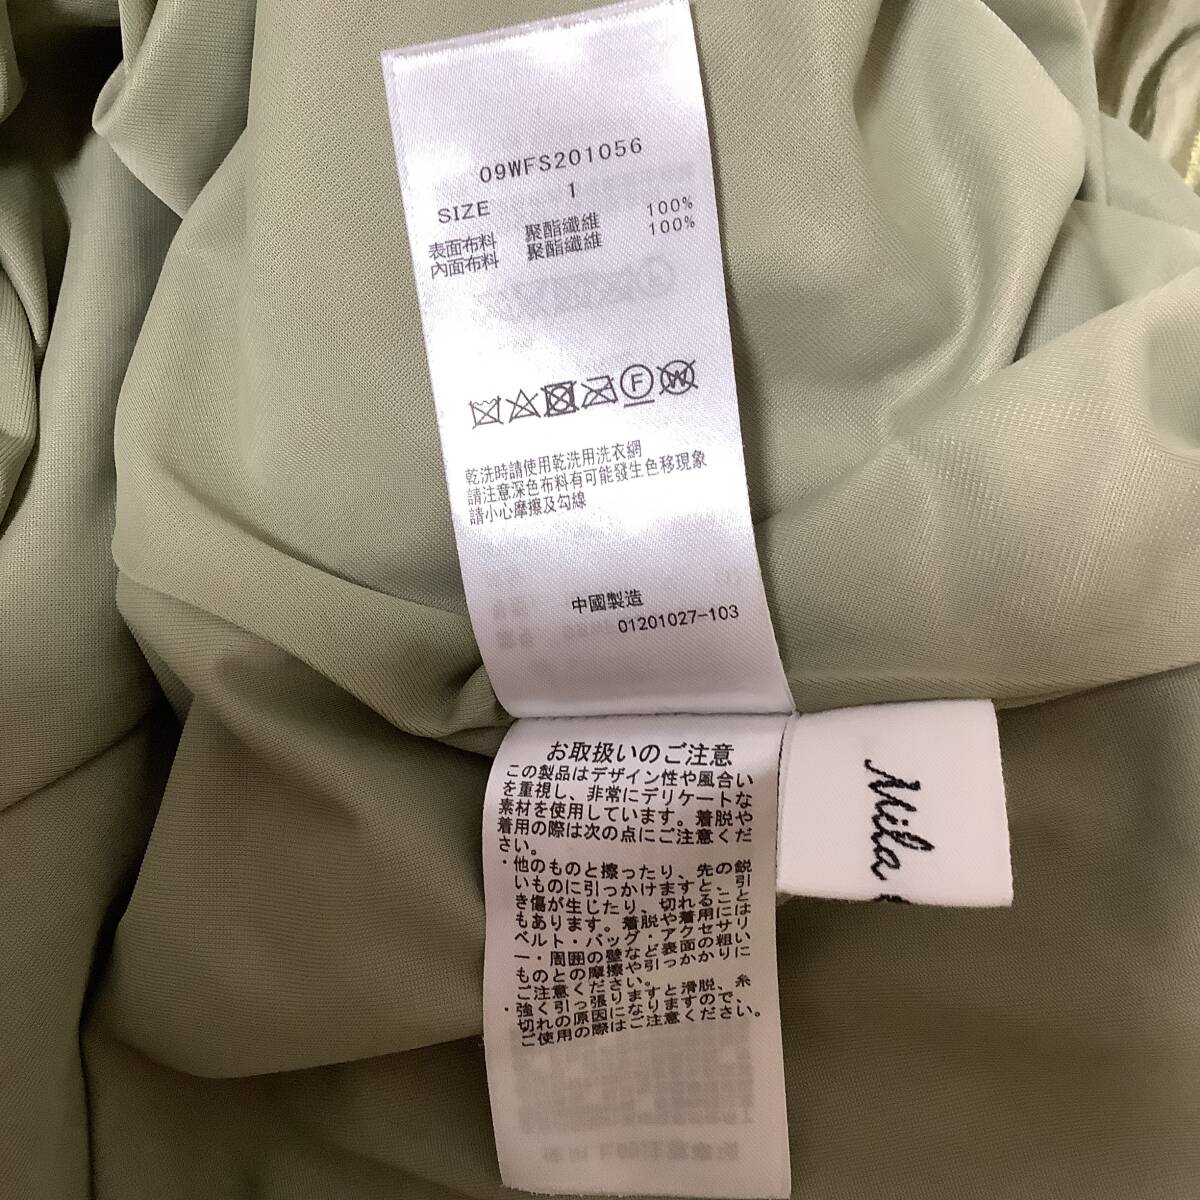 09WFS201056
SIZE 1
表面布料 聚酯纖維 100%
內面布料 聚酯纖維 100%
F W
乾洗時請使用乾洗用洗衣網
請注意深色布料有可能發生色移現象
請小心摩擦及勾線
中國製造
01201027-103
お取扱いのご注意
この製品はデザイン性や風合い
を重視し、非常にデリケートな
素材を使用しています。着脱や
着用の際は次の点にご注意くだ
さい。
・他のものと擦ったり、先の鋭
いものに引っかけますと、引
き傷が生じたり、切れること
もあります。着脱や着用には
ベルト・バッグ・アクセサリ
ー・周囲の壁など表面の粗い
ものとの摩擦や引っかかりに
ご注意ください。
・強く引っ張りますと滑脱、糸
切れの原因になりますので、
ご使用の際はご注意ください。
Mila